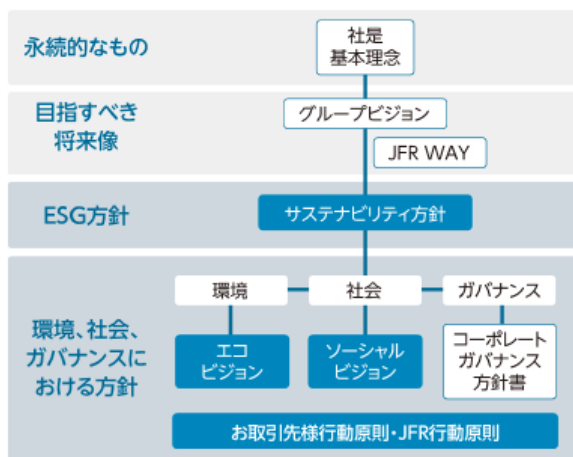 永続的なもの
社是
基本理念
目指すべき
将来像
グループビジョン
JFR WAY
ESG方針
サステナビリティ方針
環境、社会、
ガバナンスに
おける方針
環境
社会
ガバナンス
エコ
ビジョン
ソーシャル
ビジョン
コーポレート
ガバナンス
方針書
お取引先様行動原則・JFR行動原則